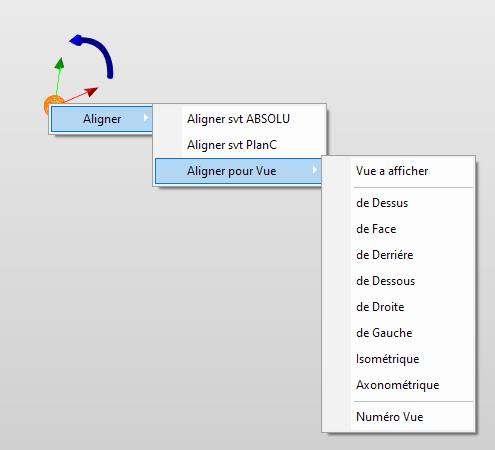 Aligner
Aligner svt ABSOLU
Aligner svt PlanC
Aligner pour Vue
Vue a afficher
de Dessus
de Face
de Derriére
de Dessous
de Droite
de Gauche
Isométrique
Axonométrique
Numéro Vue